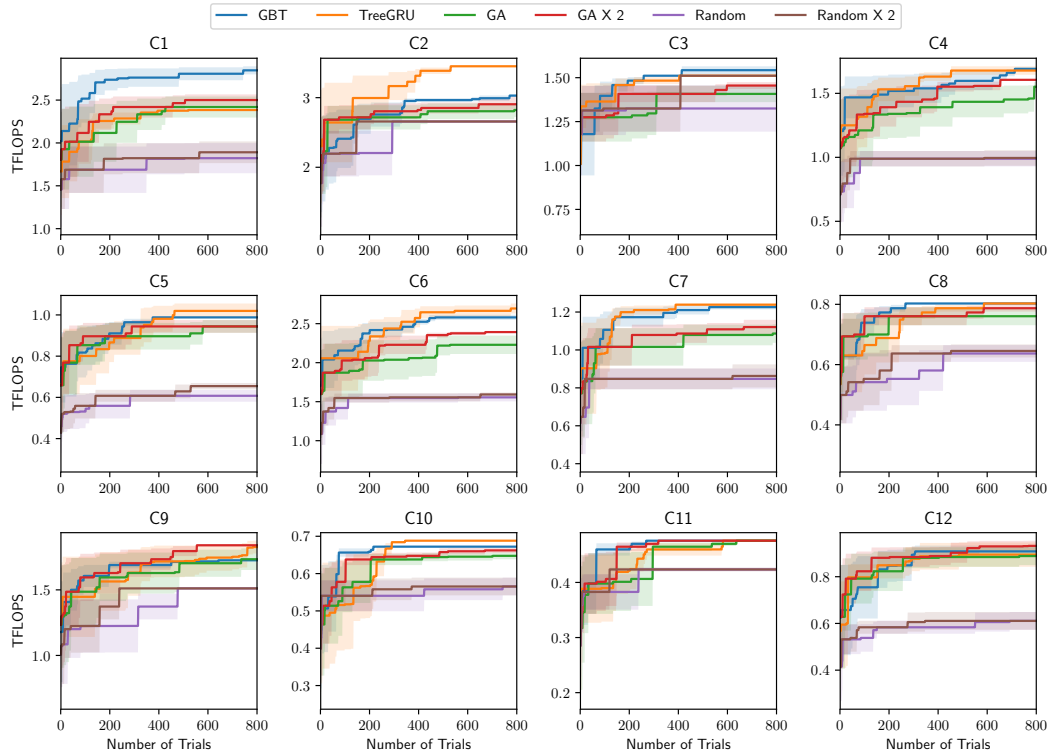 GBT TreeGRU GA GA X 2 Random Random X 2
C1 C2 C3 C4
TFLOPS
1.0 1.5 2.0 2.5
0 200 400 600 800
2 3
0 200 400 600 800
0.75 1.00 1.25 1.50
0 200 400 600 800
0.5 1.0 1.5
0 200 400 600 800
C5 C6 C7 C8
TFLOPS
0.4 0.6 0.8 1.0
0 200 400 600 800
1.0 1.5 2.0 2.5
0 200 400 600 800
0.4 0.6 0.8 1.0 1.2
0 200 400 600 800
0.4 0.6 0.8
0 200 400 600 800
C9 C10 C11 C12
TFLOPS
1.0 1.5
0 200 400 600 800
0.3 0.4 0.5 0.6 0.7
0 200 400 600 800
0.2 0.3 0.4
0 200 400 600 800
0.4 0.6 0.8
0 200 400 600 800
Number of Trials Number of Trials Number of Trials Number of Trials